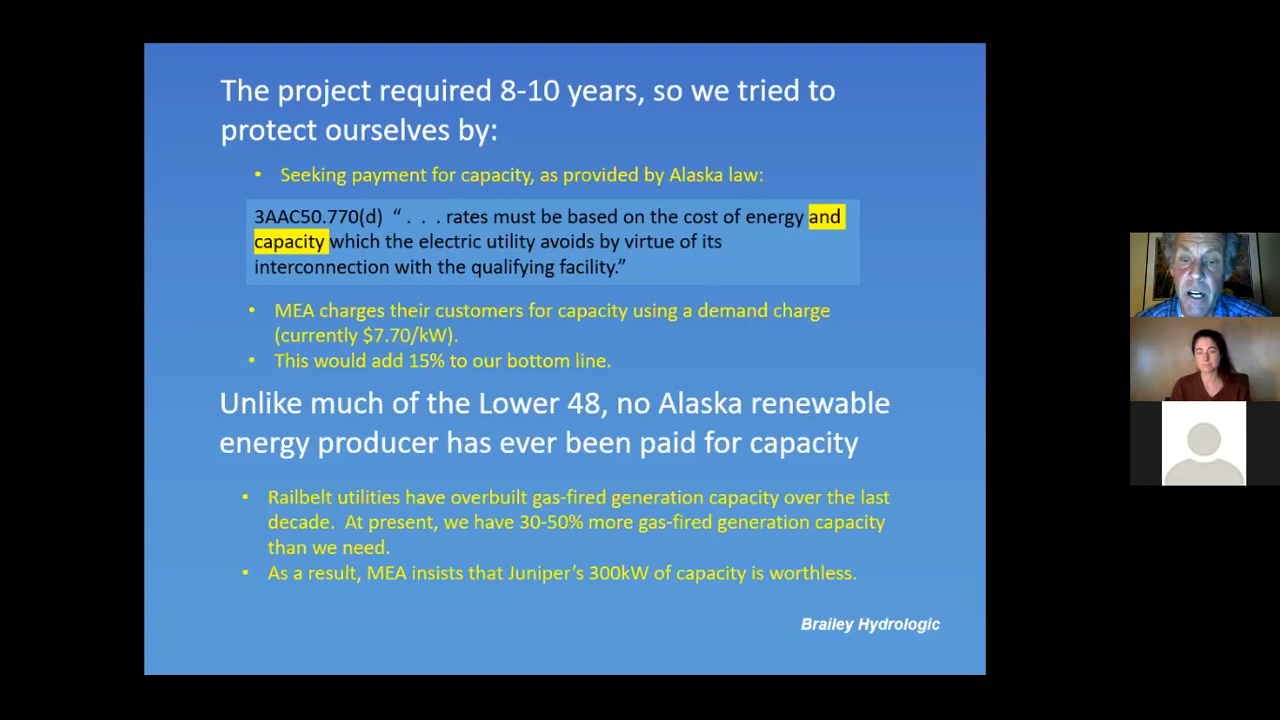 The project required 8-10 years, so we tried to
protect ourselves by:
• Seeking payment for capacity, as provided by Alaska law:
3AAC50.770(d) “ . . . rates must be based on the cost of energy and
capacity which the electric utility avoids by virtue of its
interconnection with the qualifying facility.”
• MEA charges their customers for capacity using a demand charge
(currently $7.70/kW).
• This would add 15% to our bottom line.
Unlike much of the Lower 48, no Alaska renewable
energy producer has ever been paid for capacity
• Railbelt utilities have overbuilt gas-fired generation capacity over the last
decade. At present, we have 30-50% more gas-fired generation capacity
than we need.
• As a result, MEA insists that Juniper’s 300kW of capacity is worthless.
Brailey Hydrologic